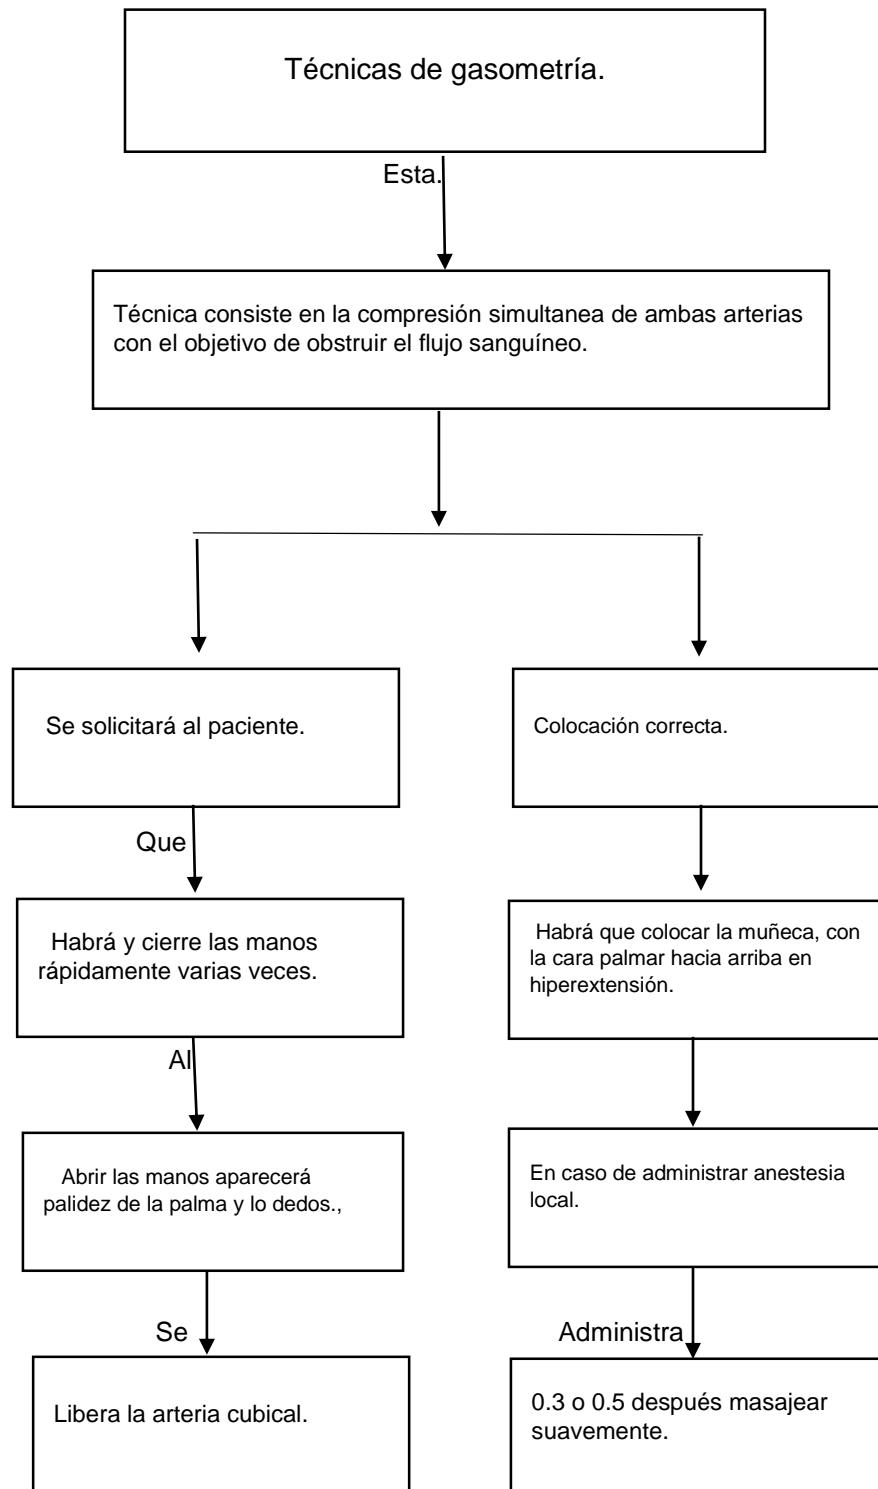 Técnicas de gasometría.
Esta.
Técnica consiste en la compresión simultanea de ambas arterias
con el objetivo de obstruir el flujo sanguíneo.
Se solicitará al paciente.
Que
Habrá y cierre las manos
rápidamente varias veces.
Al
Abrir las manos aparecerá
palidez de la palma y lo dedos.,
Se
Libera la arteria cubical.
Colocación correcta.
Habrá que colocar la muñeca, con
la cara palmar hacia arriba en
hiperextensión.
En caso de administrar anestesia
local.
Administra
0.3 o 0.5 después masajear
suavemente.